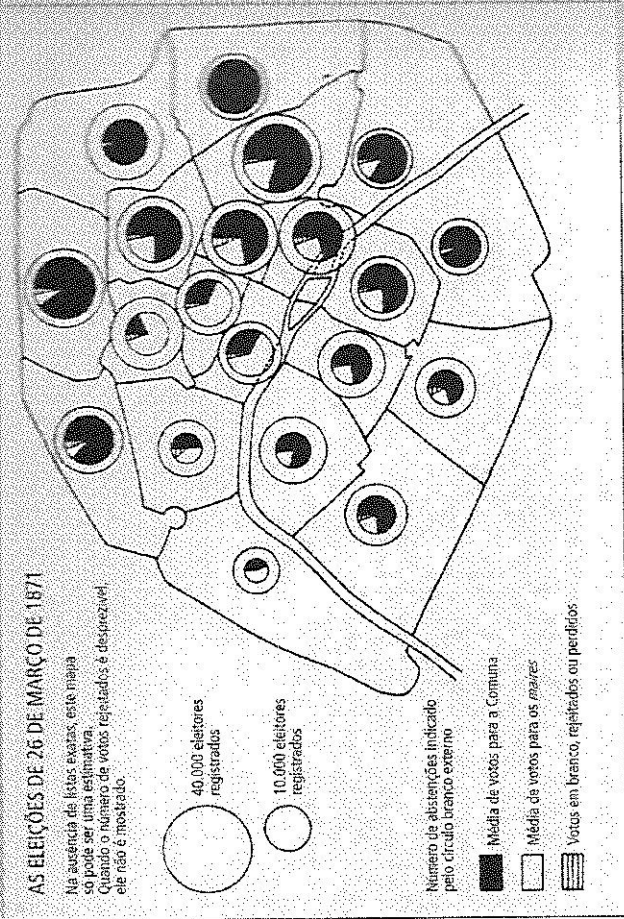 AS ELEIÇÕES DE 26 DE MARÇO DE 1871
Na ausência de listas exatas, este mapa
só pode ser uma estimativa.
Quando o número de votos rejeitados é desprezível,
ele não é mostrado.
40.000 eleitores
registrados
10.000 eleitores
registrados
Número de abstenções indicado
pelo círculo branco externo
Média de votos para a Comuna
Média de votos para os maires
Votos em branco, rejeitados ou perdidos